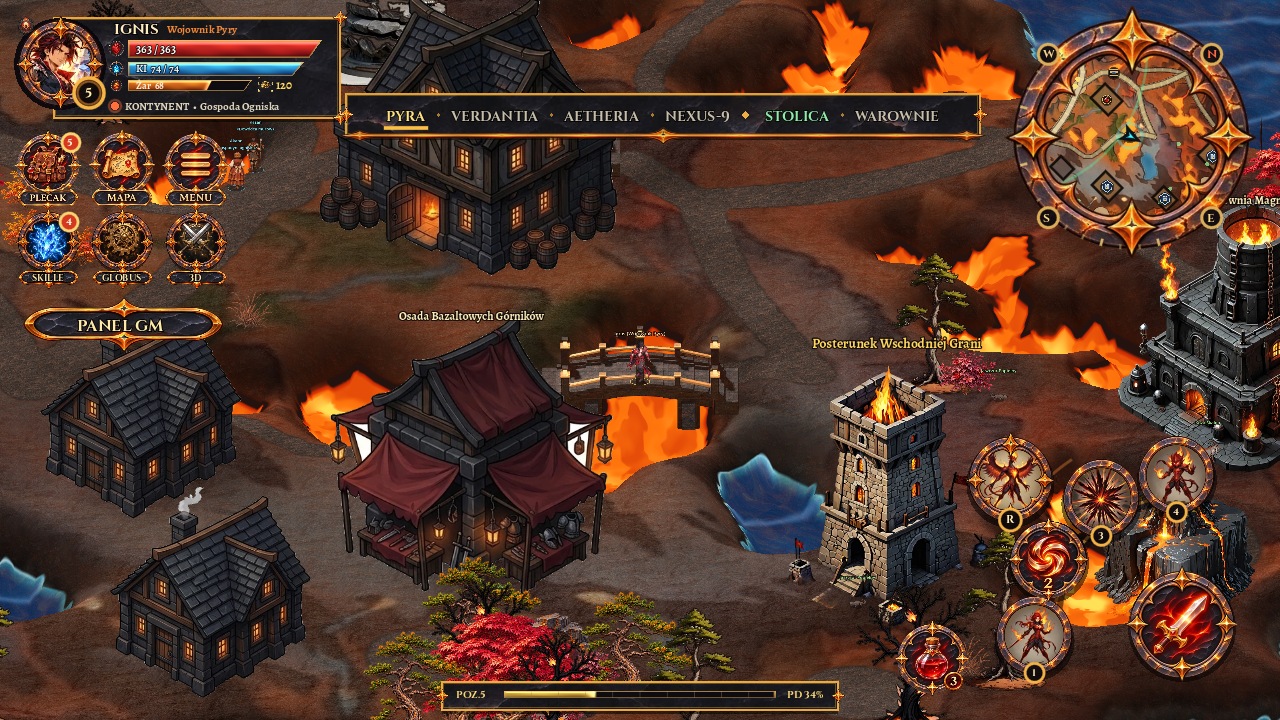 IGNIS Wojownik Pyry
363 / 363
KI 74 / 74
Żar 68
120
5
KONTYNENT • Gospoda Ogniska
PYRA • VERDANTIA • AETHERIA • NEXUS-9 ◆ STOLICA • WAROWNIE
W
N
S
E
5
PLECAK
MAPA
MENU
4
SKILLE
GLOBUS
3D
PANEL GM
wnia Magm
Osada Bazaltowych Górników
Posterunek Wschodniej Grani
R
3
4
2
1
3
POZ.5
PD 34%